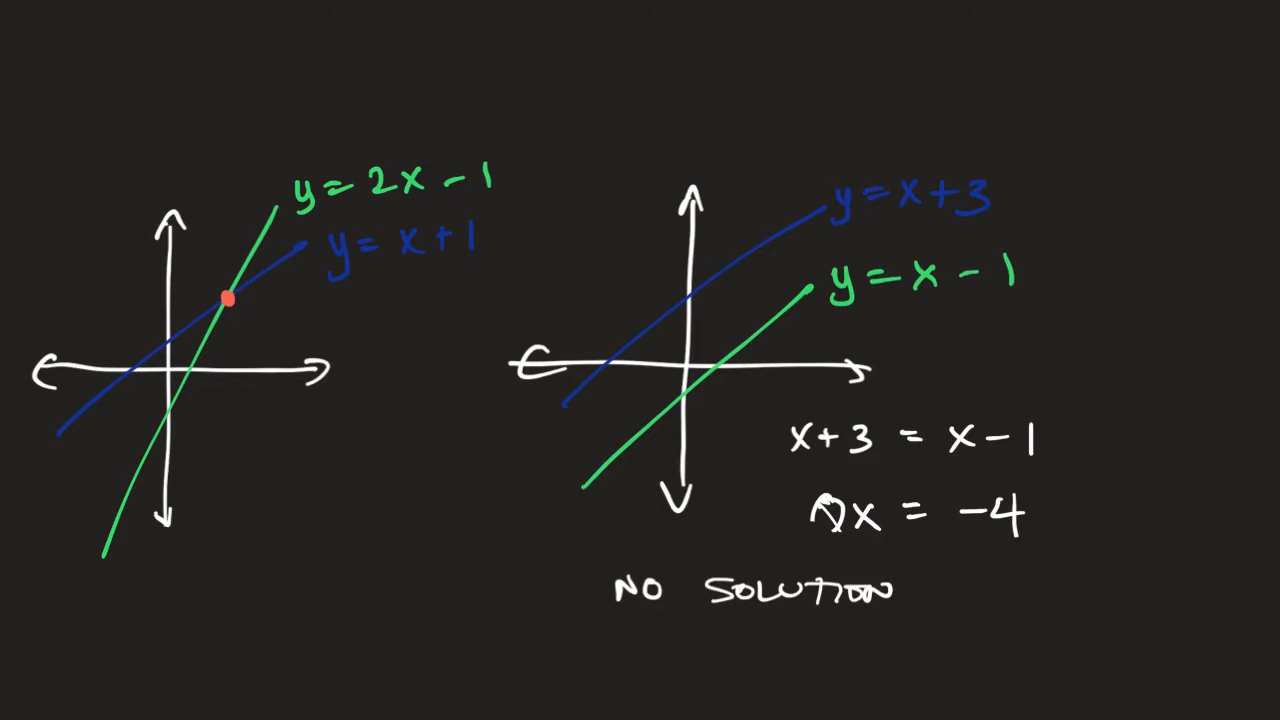 y = 2x - 1
y = x + 1
y = x + 3
y = x - 1
x + 3 = x - 1
x = -4
NO SOLUTION